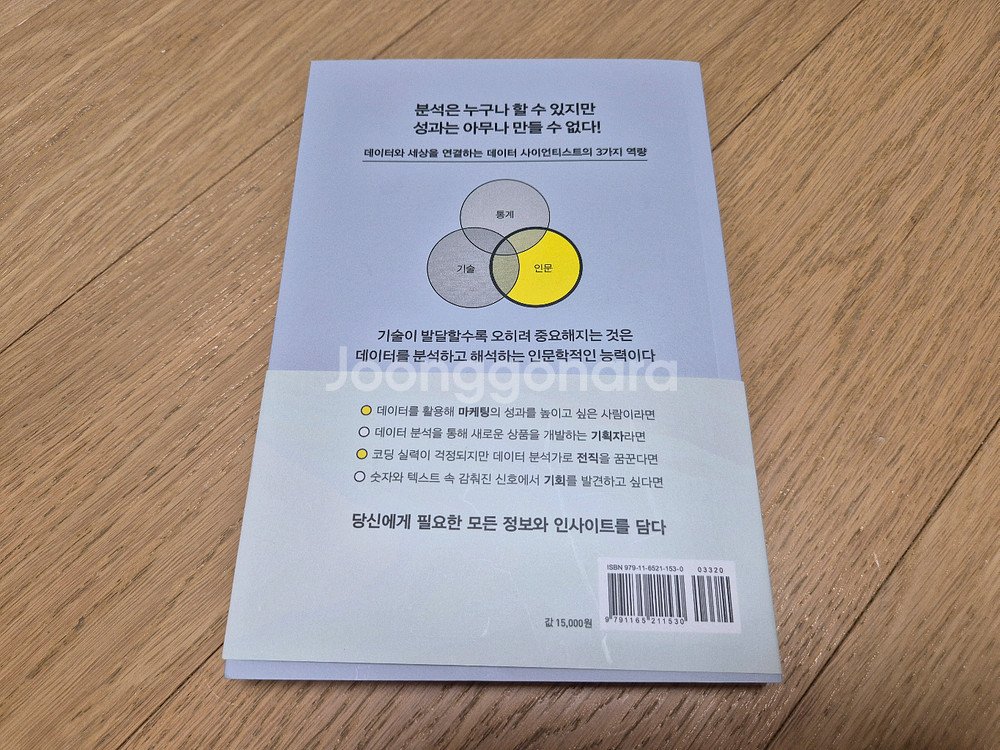 분석은 누구나 할 수 있지만
성과는 아무나 만들 수 없다!
데이터와 세상을 연결하는 데이터 사이언티스트의 3가지 역량
통계
기술
인문
기술이 발달할수록 오히려 중요해지는 것은
데이터를 분석하고 해석하는 인문학적인 능력이다
Joonggonara
데이터를 활용해 마케팅의 성과를 높이고 싶은 사람이라면
데이터 분석을 통해 새로운 상품을 개발하는 기획자라면
코딩 실력이 걱정되지만 데이터 분석가로 전직을 꿈꾼다면
숫자와 텍스트 속 감춰진 신호에서 기회를 발견하고 싶다면
당신에게 필요한 모든 정보와 인사이트를 담다
ISBN 979-11-6521-153-0
03320
9 791165 211530
값 15,000원